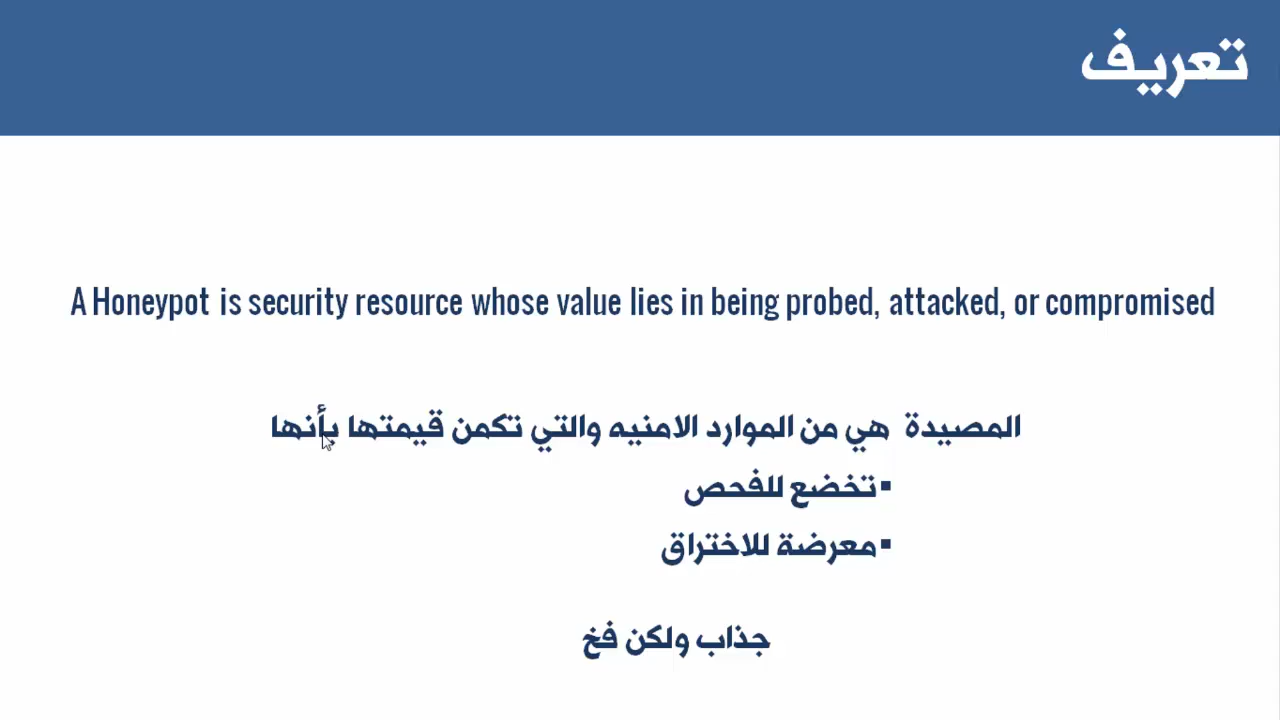 تعريف
A Honeypot is security resource whose value lies in being probed, attacked, or compromised
المصيدة هي من الموارد الامنيه والتي تكمن قيمتها بأنها
▪تخضع للفحص
▪معرضة للاختراق
جذاب ولكن فخ